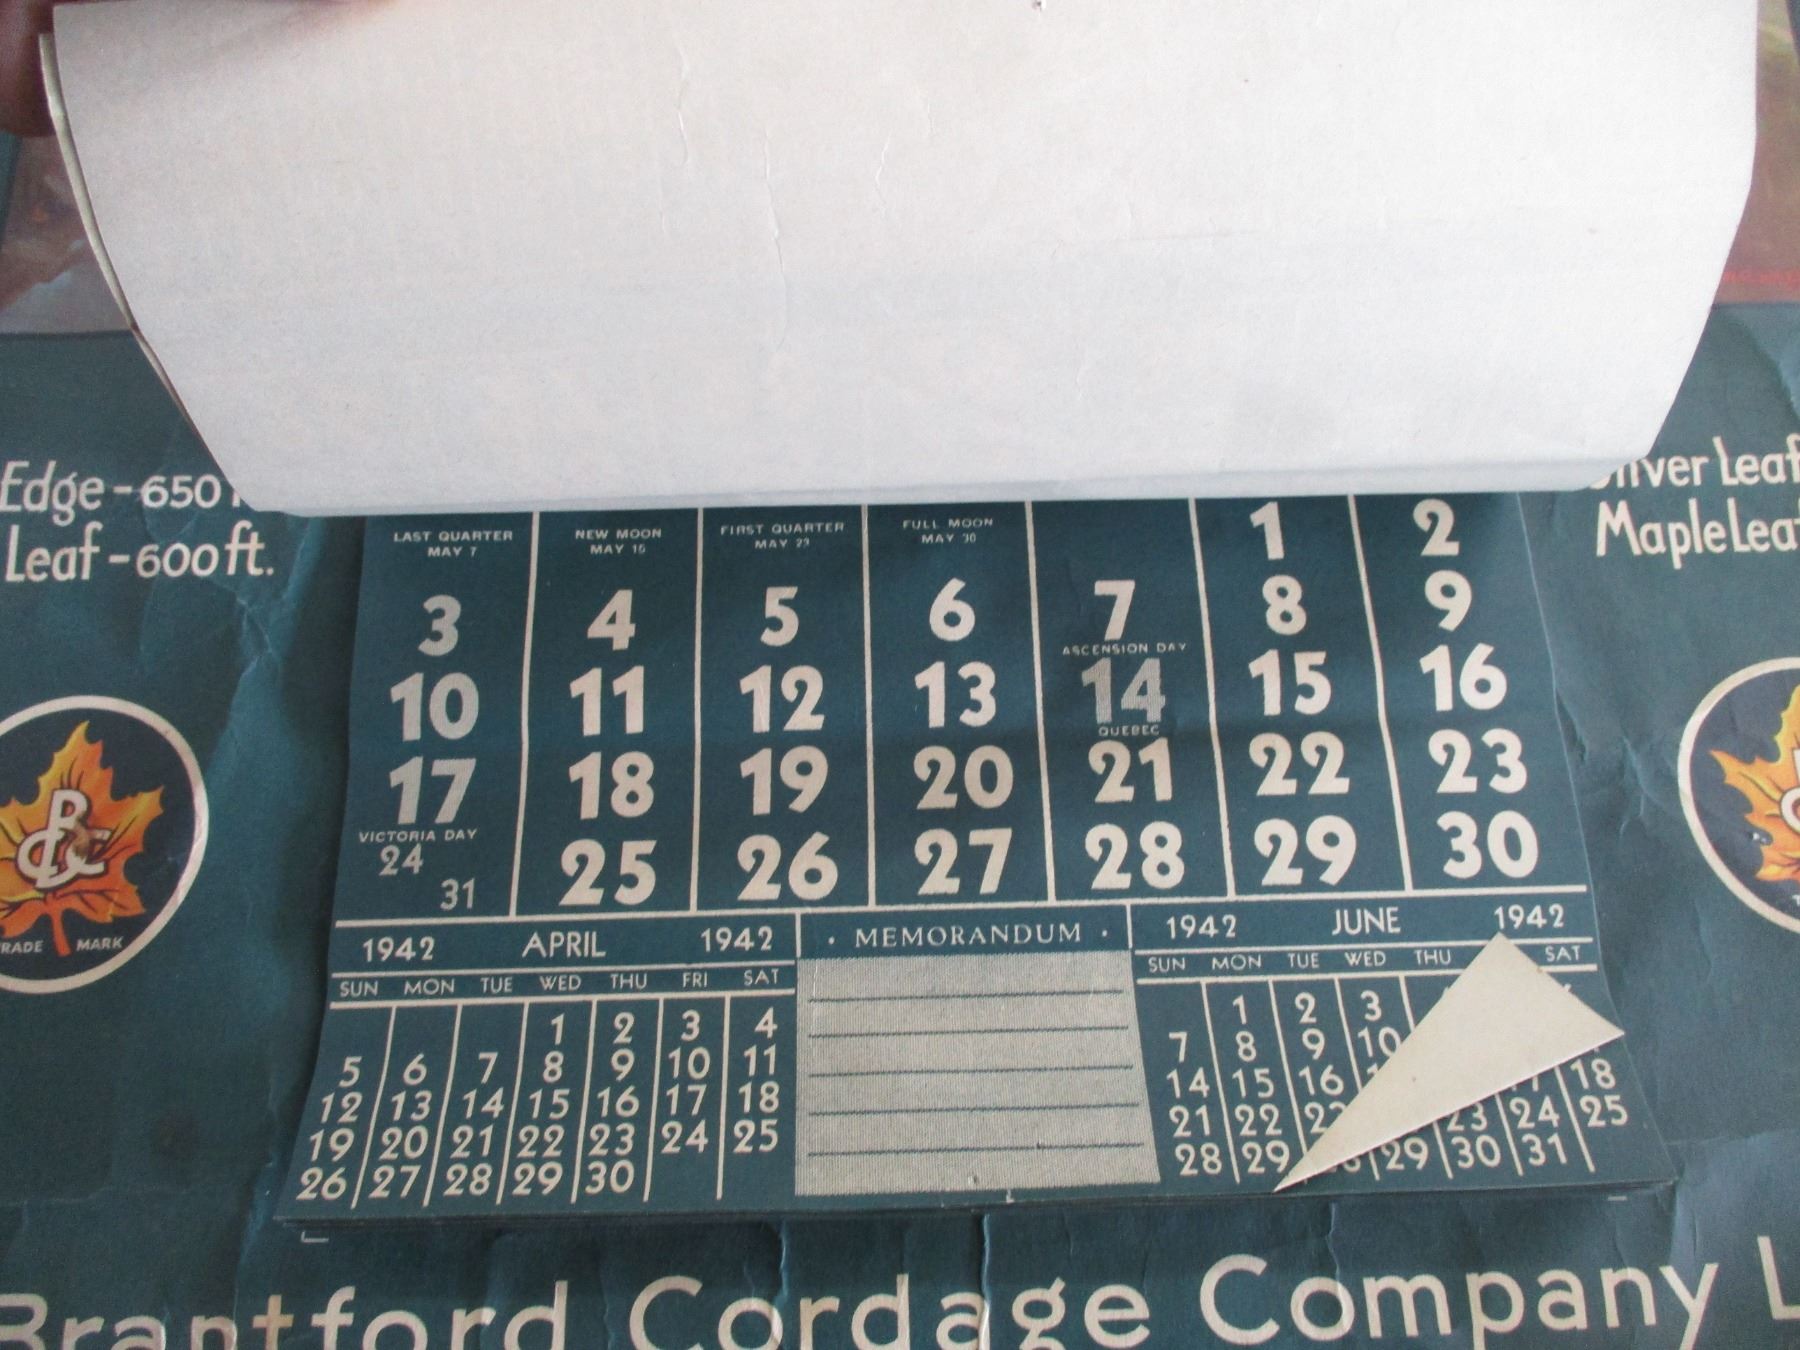 Edge - 650
Leaf - 600 ft.
Silver Leaf
Maple Leaf
LAST QUARTER MAY 7
NEW MOON MAY 15
FIRST QUARTER MAY 23
FULL MOON MAY 30
1 2
3 4 5 6 7 8 9
ASCENSION DAY
10 11 12 13 14 15 16
QUEBEC
17 18 19 20 21 22 23
VICTORIA DAY
24 31 25 26 27 28 29 30
1942 APRIL 1942
SUN MON TUE WED THU FRI SAT
1 2 3 4
5 6 7 8 9 10 11
12 13 14 15 16 17 18
19 20 21 22 23 24 25
26 27 28 29 30
· MEMORANDUM ·
1942 JUNE 1942
SUN MON TUE WED THU SAT
1 2 3
7 8 9 10
14 15 16 18
21 22 23 24 25
28 29 29 30 31
BC
TRADE MARK
Brantford Cordage Company